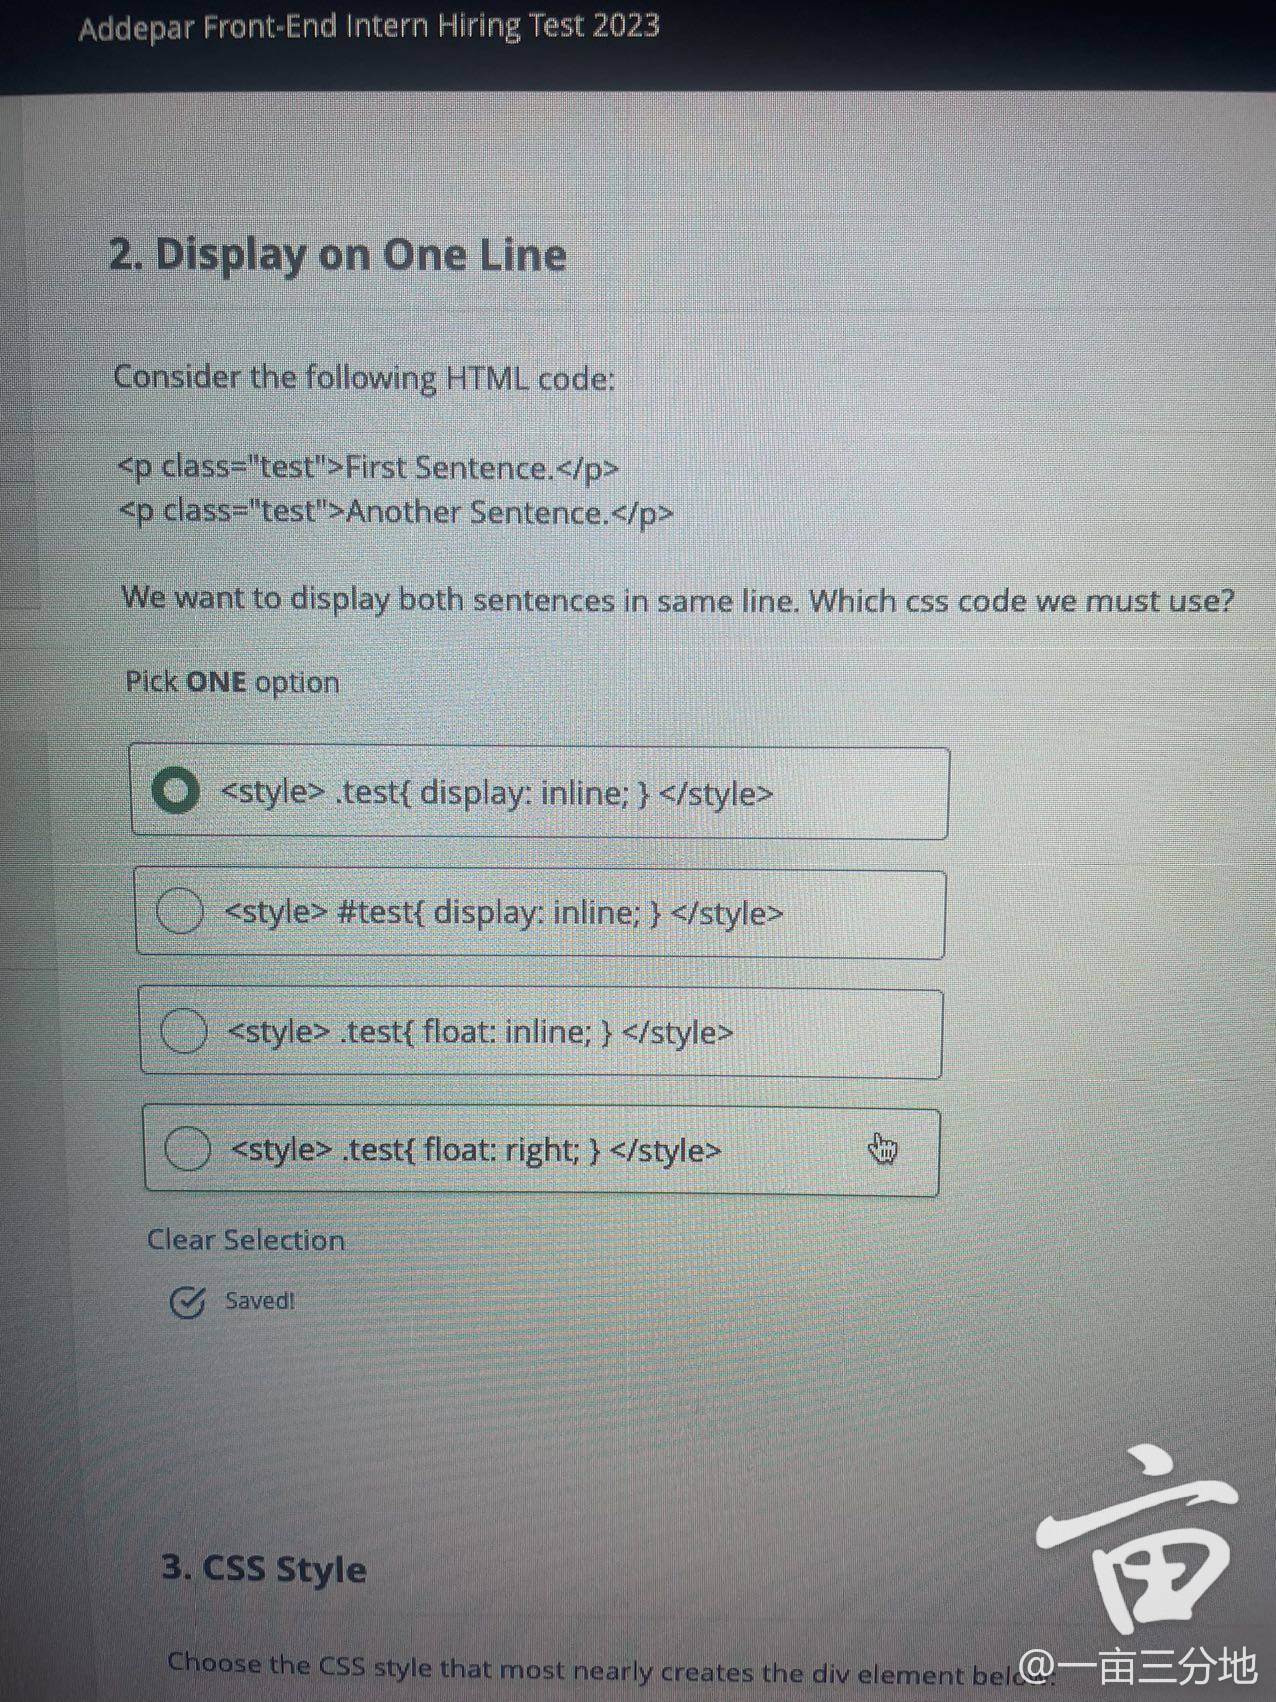 Addepar Front-End Intern Hiring Test 2023
2. Display on One Line
Consider the following HTML code:
<p class="test">First Sentence.</p>
<p class="test">Another Sentence.</p>
We want to display both sentences in same line. Which css code we must use?
Pick ONE option
<style> .test{ display: inline; } </style>
<style> #test{ display: inline; } </style>
<style> .test{ float: inline; } </style>
<style> .test{ float: right; } </style>
Clear Selection
Saved!
3. CSS Style
Choose the CSS style that most nearly creates the div element below:
亩
@一亩三分地